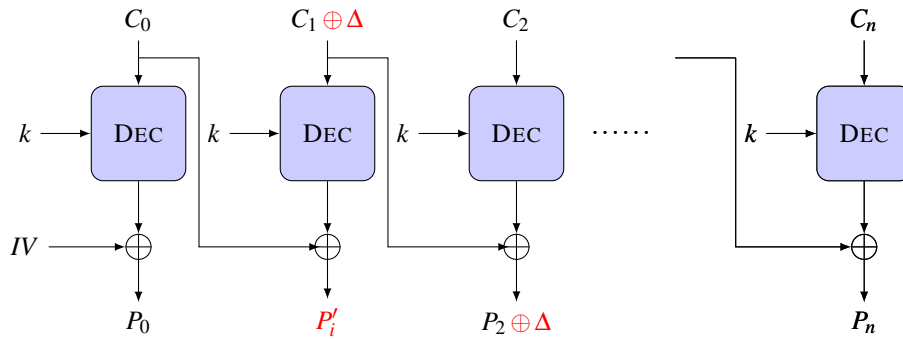 C₀ C₁ ⊕ Δ C₂ Cₙ
k DEC k DEC k DEC ...... k DEC
IV
P₀ P′ᵢ P₂ ⊕ Δ Pₙ